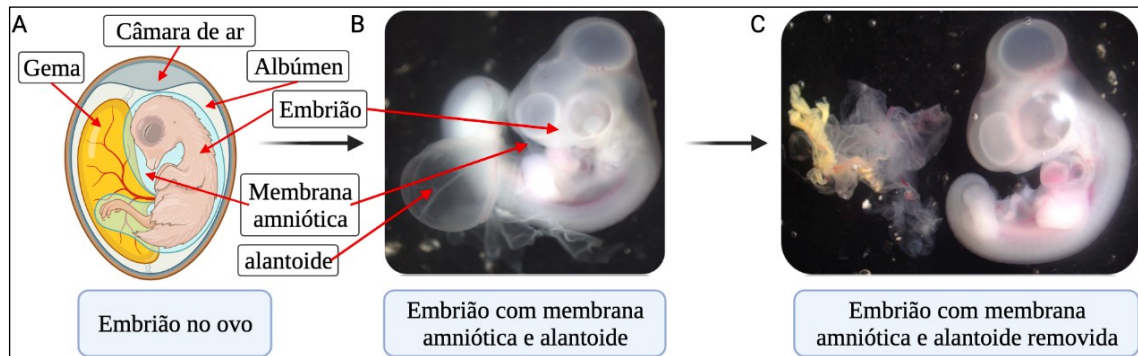 A
B
C
Câmara de ar
Gema
Albúmen
Embrião
Membrana
amniótica
alantoide
Embrião no ovo
Embrião com membrana
amniótica e alantoide
Embrião com membrana
amniótica e alantoide removida